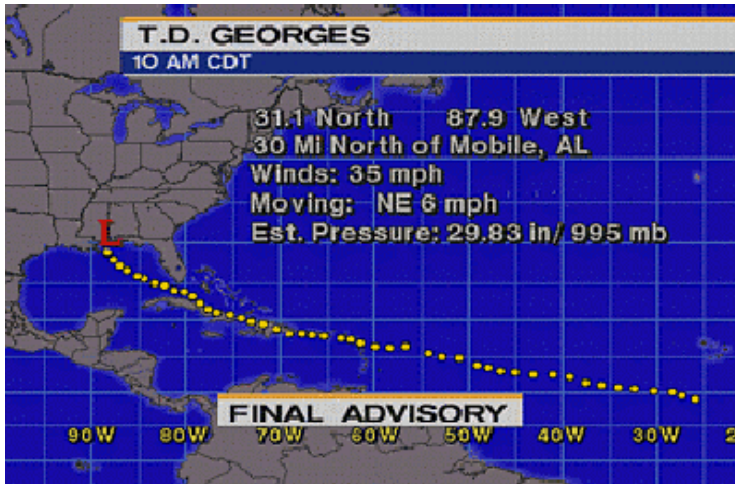 T.D. GEORGES
10 AM CDT
31.1 North 87.9 West
30 Mi North of Mobile, AL
Winds: 35 mph
Moving: NE 6 mph
Est. Pressure: 29.83 in/ 995 mb
L
FINAL ADVISORY
90W 80W 70W 60W 50W 40W 30W 2